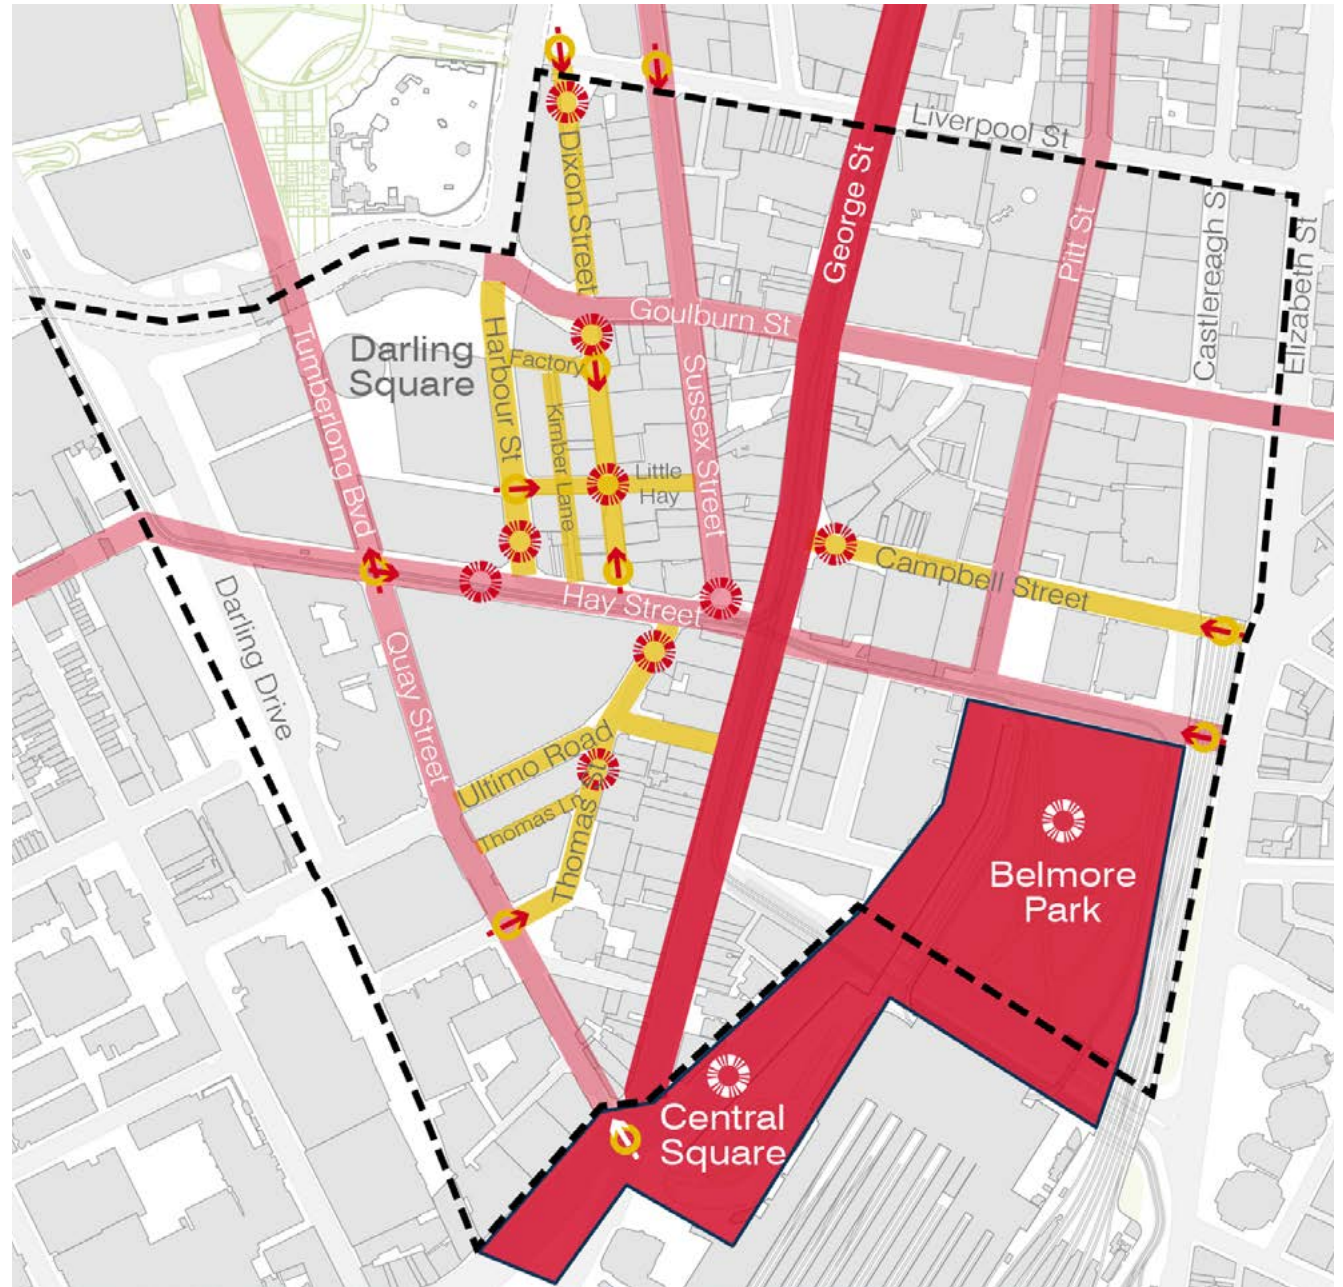 Liverpool St
Dixon Street
George St
Pitt St
Castlereagh S
Elizabeth St
Goulburn St
Darling
Square
Harbour St
Factory
Tumberlong Bvd
Kimber Lane
Sussex Street
Little
Hay
Campbell Street
Hay Street
Darling Drive
Quay Street
Ultimo Road
Thomas Ln
Thomas St
Belmore
Park
Central
Square